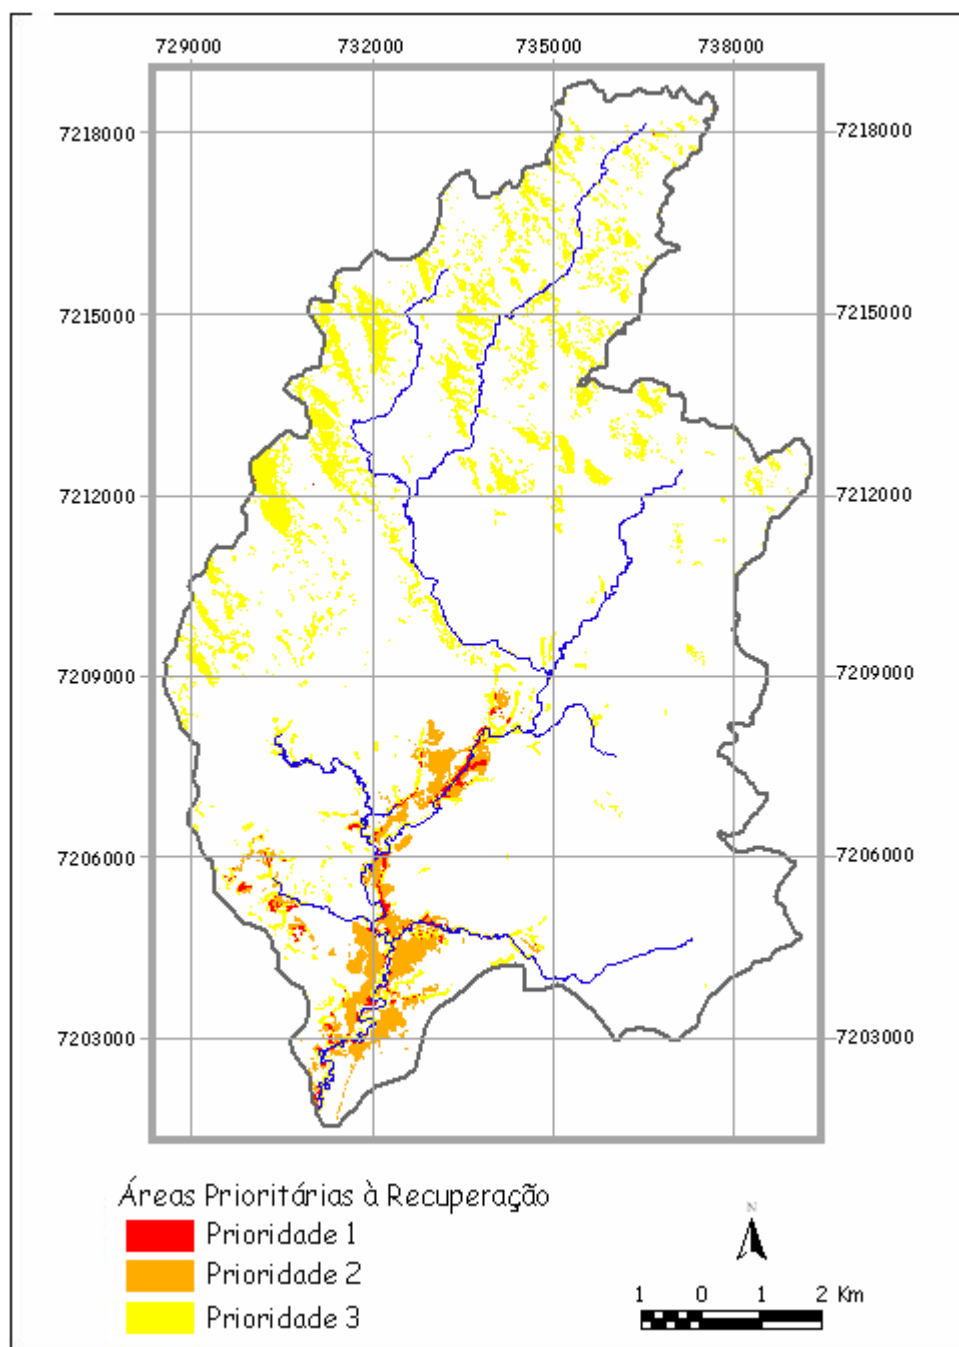 729000 732000 735000 738000
7218000 7218000
7215000 7215000
7212000 7212000
7209000 7209000
7206000 7206000
7203000 7203000
Áreas Prioritárias à Recuperação
Prioridade 1
Prioridade 2
Prioridade 3
N
1 0 1 2 Km